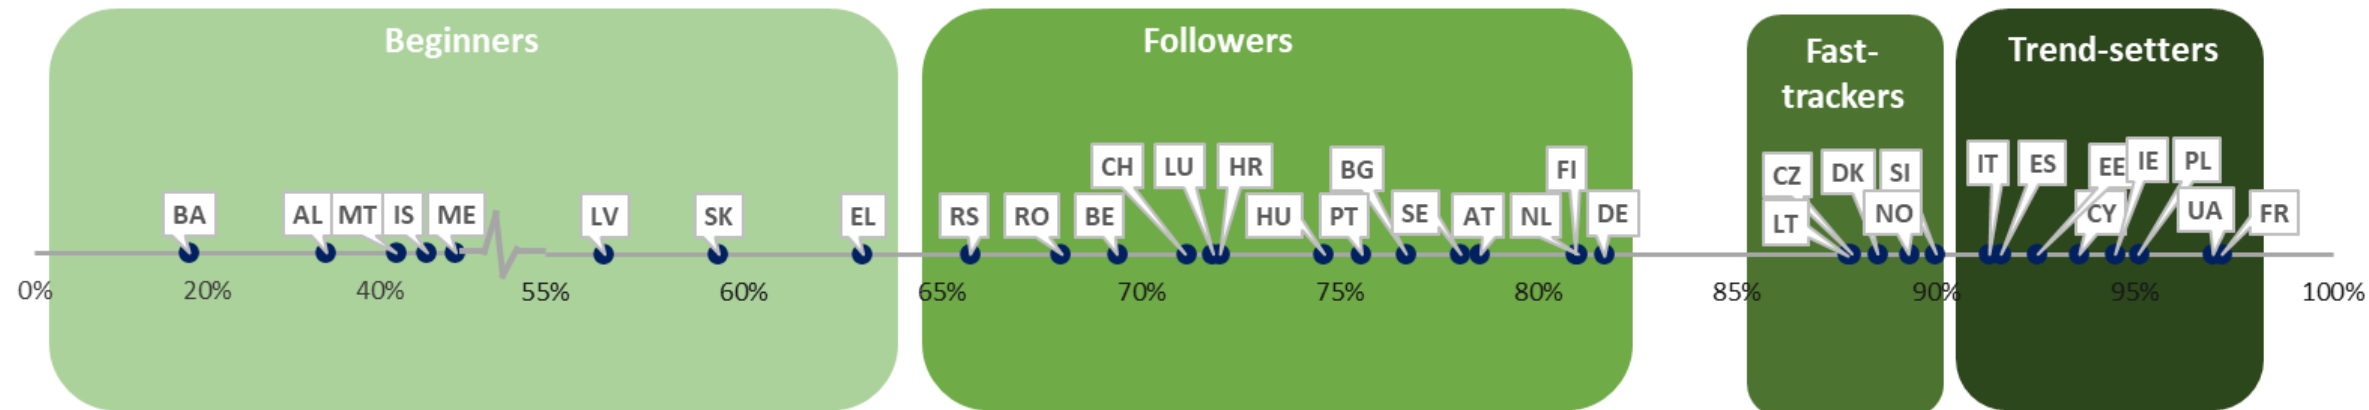 Beginners
Followers
Fast-
trackers
Trend-setters
BA
AL
MT
IS
ME
LV
SK
EL
RS
RO
BE
CH
LU
HR
HU
PT
BG
SE
AT
NL
FI
DE
CZ
LT
DK
SI
NO
IT
ES
EE
CY
IE
PL
UA
FR
0%
20%
40%
55%
60%
65%
70%
75%
80%
85%
90%
95%
100%